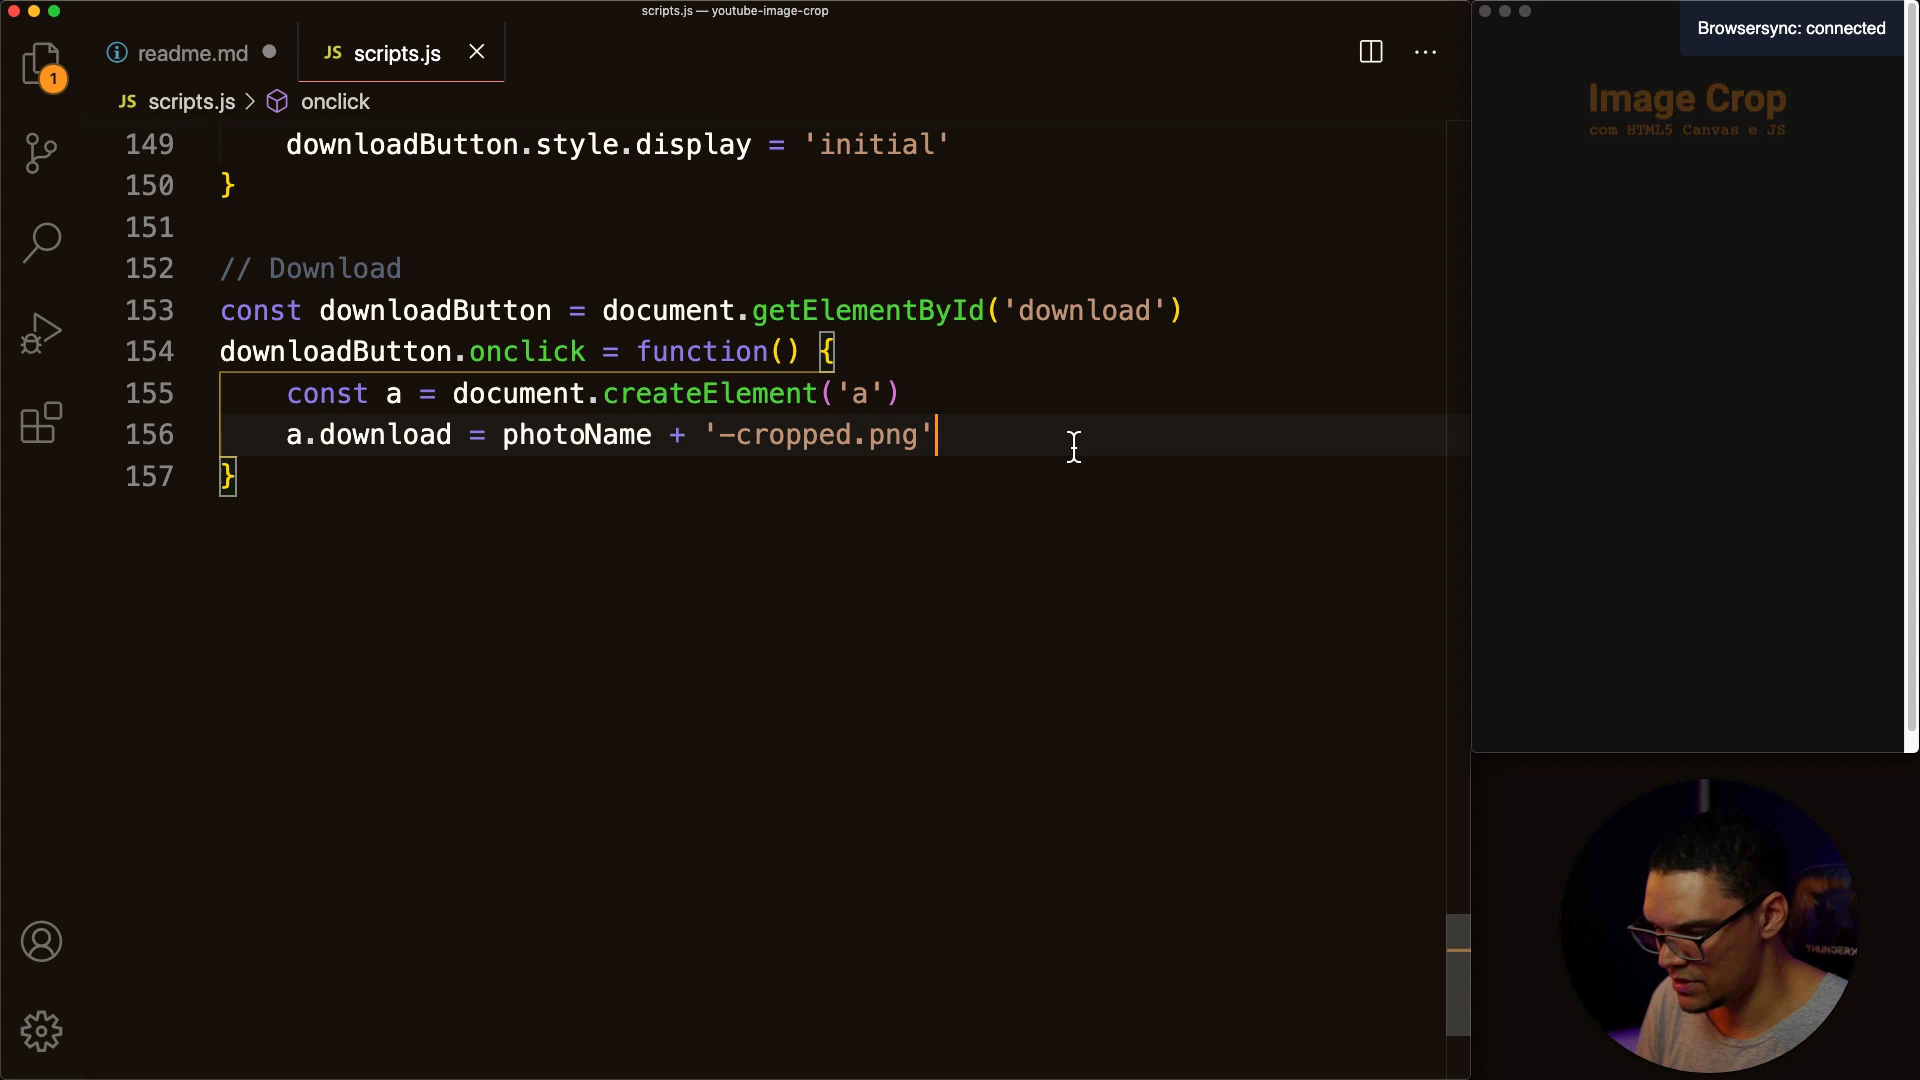 scripts.js — youtube-image-crop
readme.md
JS scripts.js
JS scripts.js > onclick
1
149 downloadButton.style.display = 'initial'
150 }
151
152 // Download
153 const downloadButton = document.getElementById('download')
154 downloadButton.onclick = function() {
155 const a = document.createElement('a')
156 a.download = photoName + '-cropped.png'
157 }
Browsersync: connected
Image Crop
com HTML5 Canvas e JS